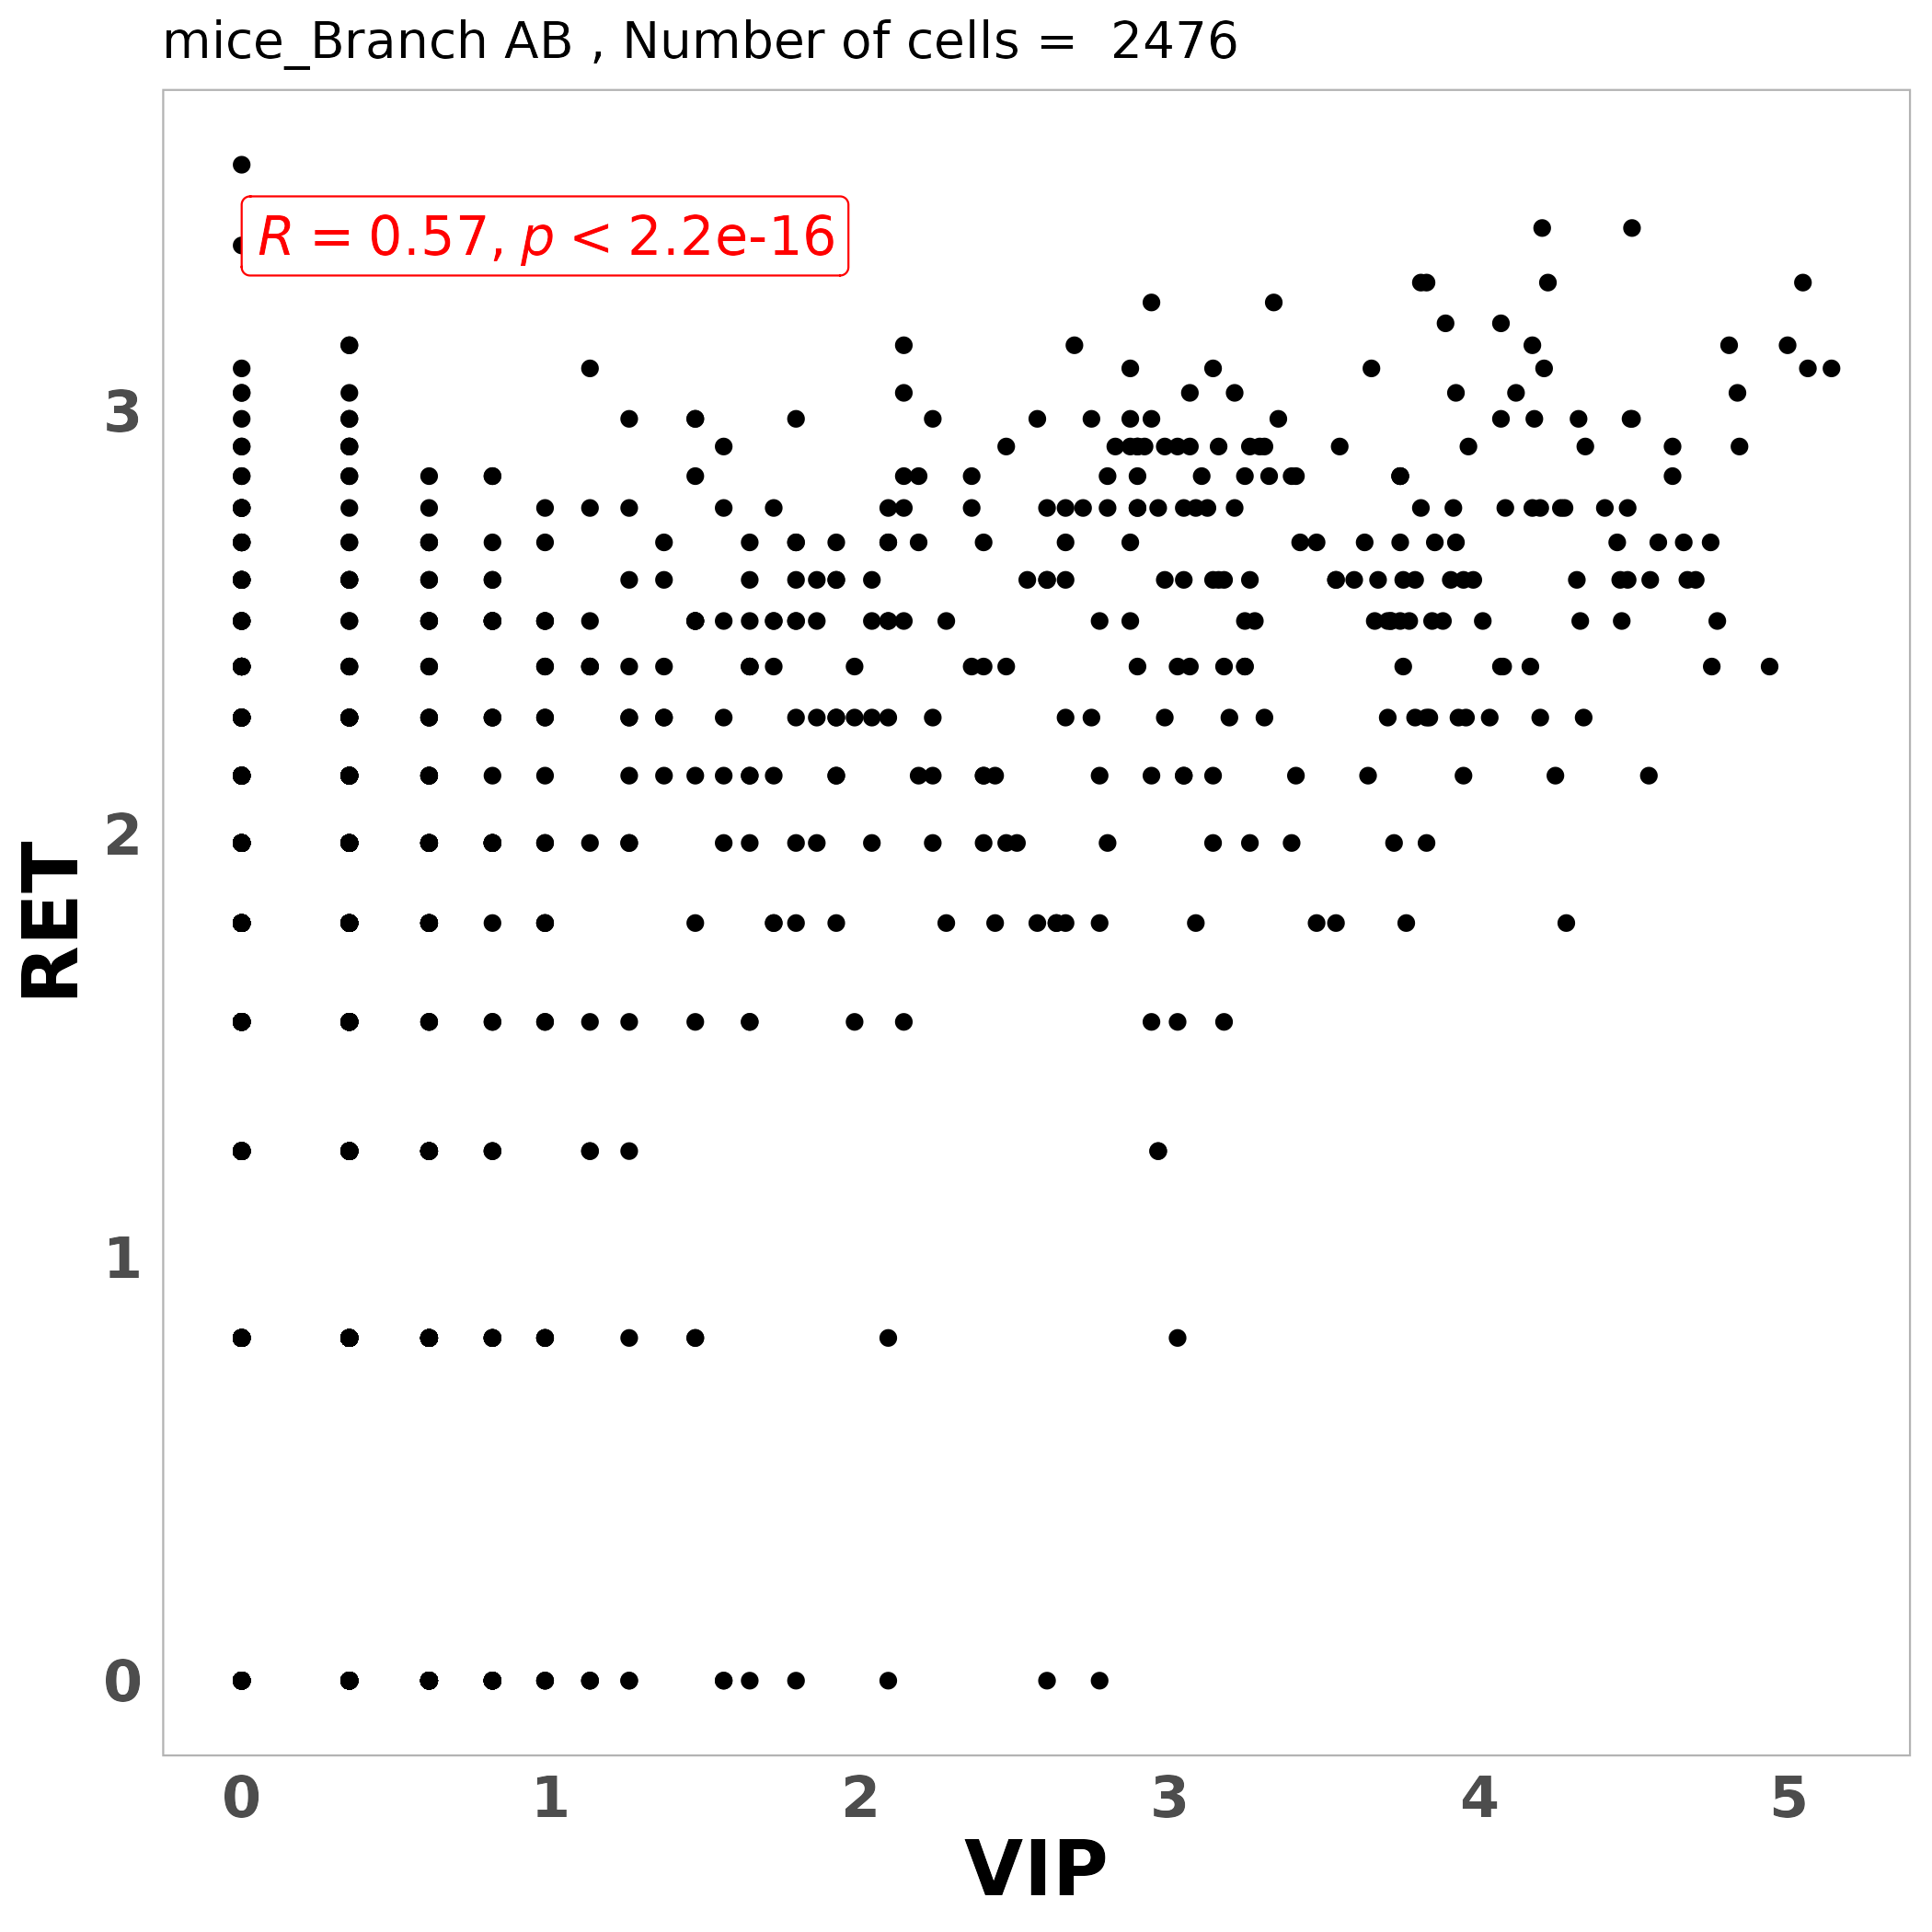 mice_Branch AB , Number of cells =  2476
R = 0.57, p < 2.2e-16
3
2
1
0
RET
0 1 2 3 4 5
VIP